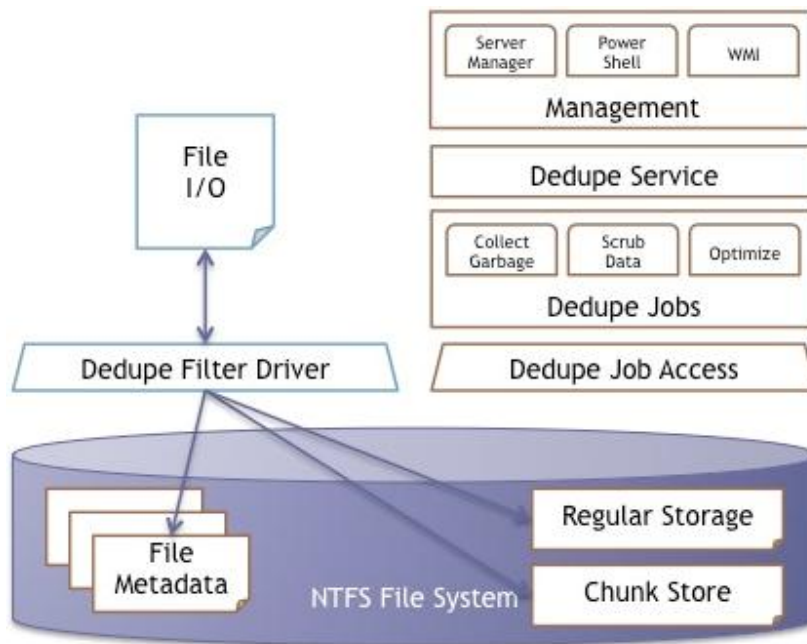 Server
Manager
Power
Shell
WMI
Management
File
I/O
Dedupe Service
Collect
Garbage
Scrub
Data
Optimize
Dedupe Jobs
Dedupe Filter Driver
Dedupe Job Access
File
Metadata
Regular Storage
Chunk Store
NTFS File System